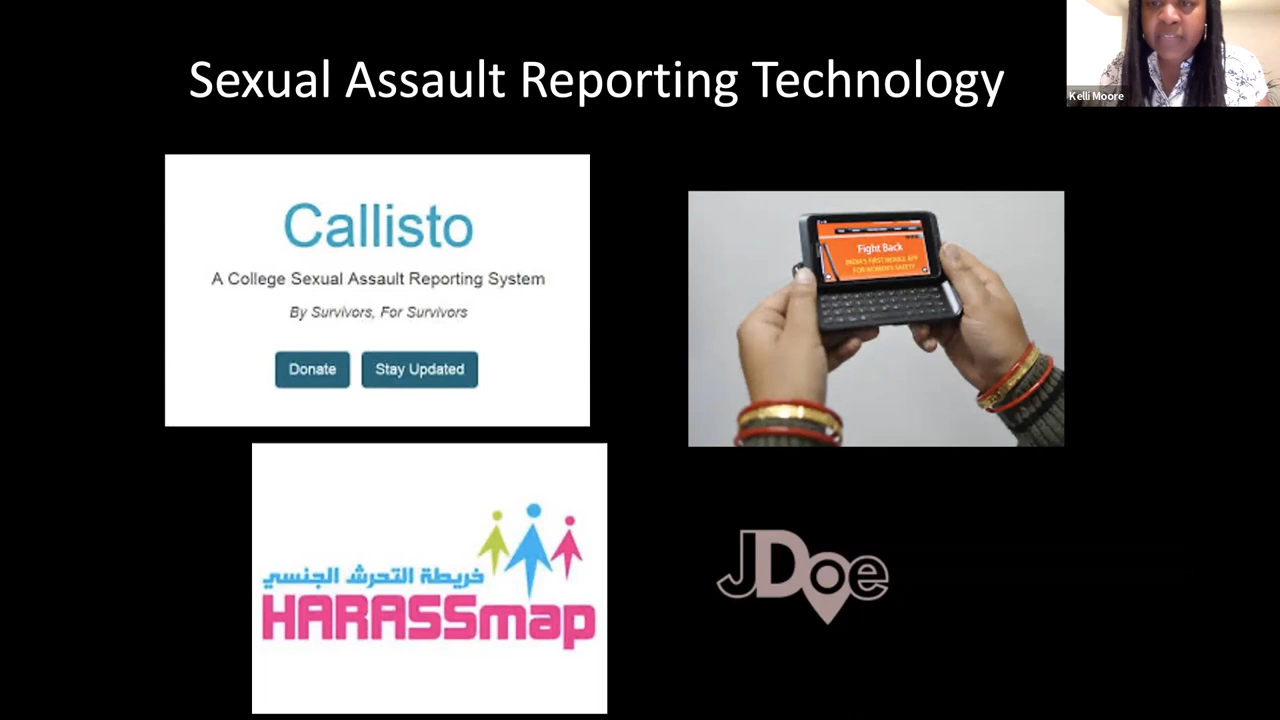 Sexual Assault Reporting Technology
Kelli Moore
Callisto
A College Sexual Assault Reporting System
By Survivors, For Survivors
Donate
Stay Updated
Fight Back
INDIA'S FIRST MOBILE APP
FOR WOMEN'S SAFETY
خريطة التحرش الجنسي
HARASSmap
JDoe